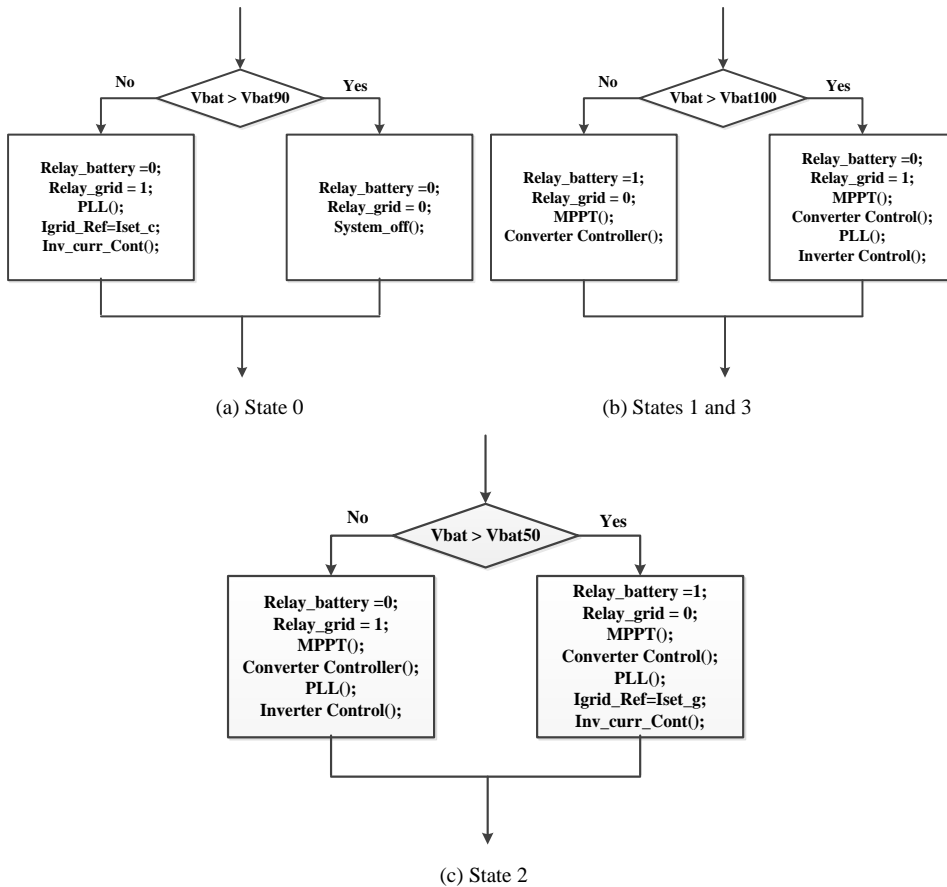 No
Vbat > Vbat90
Yes
Relay_battery =0;
Relay_grid = 1;
PLL();
Igrid_Ref=Iset_c;
Inv_curr_Cont();
Relay_battery =0;
Relay_grid = 0;
System_off();
(a) State 0
No
Vbat > Vbat100
Yes
Relay_battery =1;
Relay_grid = 0;
MPPT();
Converter Controller();
Relay_battery =0;
Relay_grid = 1;
MPPT();
Converter Control();
PLL();
Inverter Control();
(b) States 1 and 3
No
Vbat > Vbat50
Yes
Relay_battery =0;
Relay_grid = 1;
MPPT();
Converter Controller();
PLL();
Inverter Control();
Relay_battery =1;
Relay_grid = 0;
MPPT();
Converter Control();
PLL();
Igrid_Ref=Iset_g;
Inv_curr_Cont();
(c) State 2